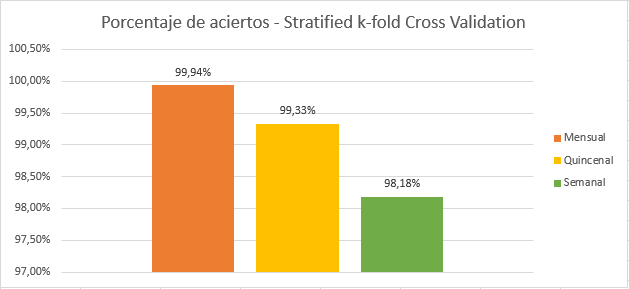 Porcentaje de aciertos - Stratified k-fold Cross Validation
100,50%
100,00%
99,50%
99,00%
98,50%
98,00%
97,50%
97,00%
99,94%
99,33%
98,18%
Mensual
Quincenal
Semanal